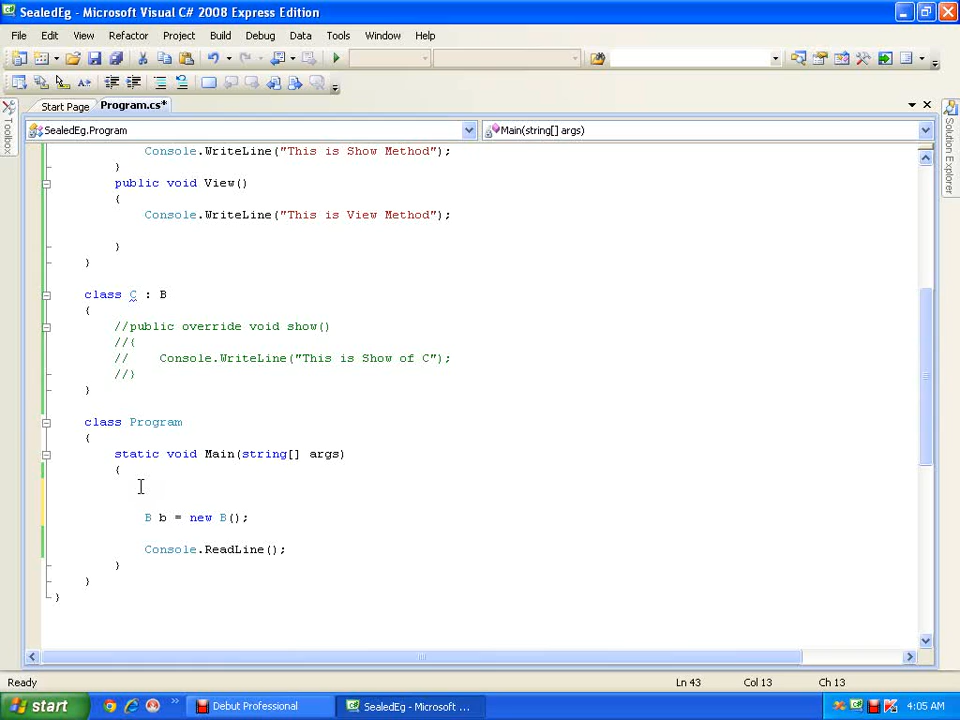 SealedEg - Microsoft Visual C# 2008 Express Edition
File Edit View Refactor Project Build Debug Data Tools Window Help
Start Page Program.cs*
SealedEg.Program Main(string[] args)
Toolbox
Solution Explorer
Console.WriteLine("This is Show Method");
}
public void View()
{
Console.WriteLine("This is View Method");
}
}
class C : B
{
//public override void show()
//{
// Console.WriteLine("This is Show of C");
//}
}
class Program
{
static void Main(string[] args)
{
B b = new B();
Console.ReadLine();
}
}
}
Ready Ln 43 Col 13 Ch 13
start Debut Professional SealedEg - Microsoft ... 4:05 AM